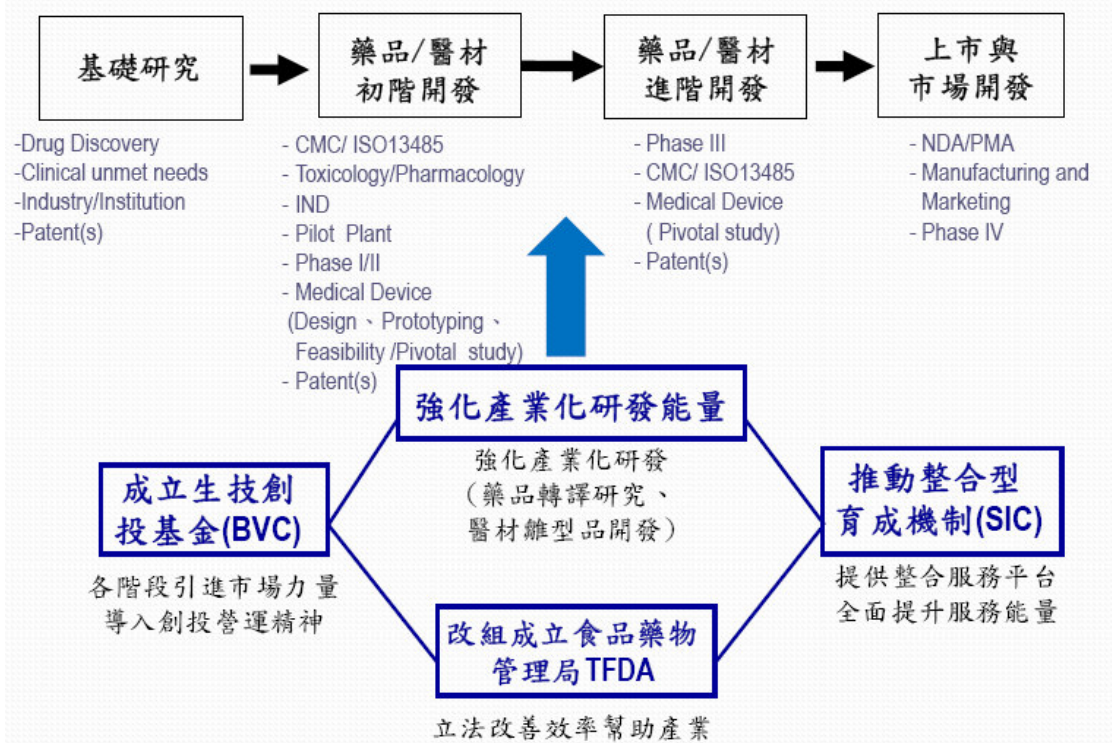 基礎研究
藥品/醫材
初階開發
藥品/醫材
進階開發
上市與
市場開發
-Drug Discovery
-Clinical unmet needs
-Industry/Institution
-Patent(s)
- CMC/ ISO13485
- Toxicology/Pharmacology
- IND
- Pilot Plant
- Phase I/II
- Medical Device
(Design、Prototyping、
Feasibility /Pivotal study)
- Patent(s)
- Phase III
- CMC/ ISO13485
- Medical Device
( Pivotal study)
- Patent(s)
- NDA/PMA
- Manufacturing and
Marketing
- Phase IV
強化產業化研發能量
強化產業化研發
(藥品轉譯研究、
醫材雛型品開發)
成立生技創
投基金(BVC)
各階段引進市場力量
導入創投營運精神
推動整合型
育成機制(SIC)
提供整合服務平台
全面提升服務能量
改組成立食品藥物
管理局TFDA
立法改善效率幫助產業